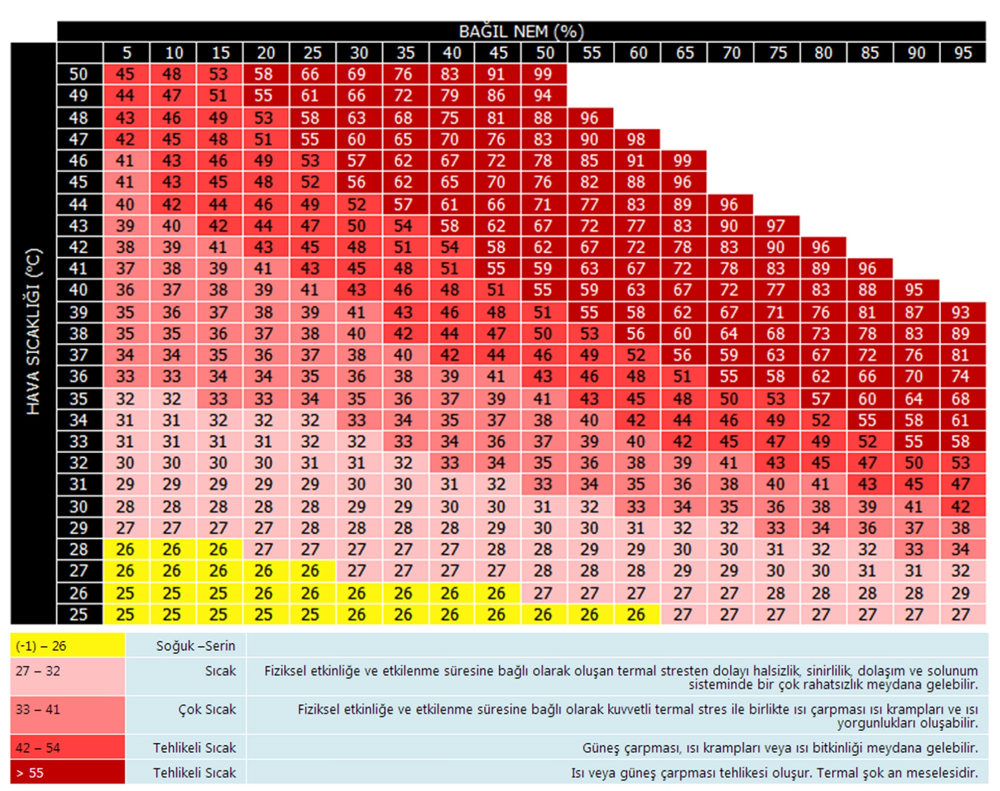 BAĞIL NEM (%)
5 10 15 20 25 30 35 40 45 50 55 60 65 70 75 80 85 90 95
HAVA SICAKLIĞI (°C)
50 45 48 53 58 66 69 76 83 91 99
49 44 47 51 55 61 66 72 79 86 94
48 43 46 49 53 58 63 68 75 81 88 96
47 42 45 48 51 55 60 65 70 76 83 90 98
46 41 43 46 49 53 57 62 67 72 78 85 91 99
45 41 43 45 48 52 56 62 65 70 76 82 88 96
44 40 42 44 46 49 52 57 61 66 71 77 83 89 96
43 39 40 42 44 47 50 54 58 62 67 72 77 83 90 97
42 38 39 41 43 45 48 51 54 58 62 67 72 78 83 90 96
41 37 38 39 41 43 45 48 51 55 59 63 67 72 78 83 89 96
40 36 37 38 39 41 43 46 48 51 55 59 63 67 72 77 83 88 95
39 35 36 37 38 39 41 43 46 48 51 55 58 62 67 71 76 81 87 93
38 35 35 36 37 38 40 42 44 47 50 53 56 60 64 68 73 78 83 89
37 34 34 35 36 37 38 40 42 44 46 49 52 56 59 63 67 72 76 81
36 33 33 34 34 35 36 38 39 41 43 46 48 51 55 58 62 66 70 74
35 32 32 33 33 34 35 36 37 39 41 43 45 48 50 53 57 60 64 68
34 31 31 32 32 32 33 34 35 37 38 40 42 44 46 49 52 55 58 61
33 31 31 31 31 32 32 33 34 36 37 39 40 42 45 47 49 52 55 58
32 30 30 30 30 31 31 32 33 34 35 36 38 39 41 43 45 47 50 53
31 29 29 29 29 29 30 30 31 32 33 34 35 36 38 40 41 43 45 47
30 28 28 28 28 28 29 29 30 30 31 32 33 34 35 36 38 39 41 42
29 27 27 27 27 28 28 28 28 29 30 30 31 32 32 33 34 36 37 38
28 26 26 26 27 27 27 27 27 28 28 29 29 30 30 31 32 32 33 34
27 26 26 26 26 26 27 27 27 27 28 28 28 29 29 30 30 31 31 32
26 25 25 25 26 26 26 26 26 26 27 27 27 27 27 28 28 28 28 29
25 25 25 25 25 25 26 26 26 26 26 26 26 27 27 27 27 27 27 27
(-1) – 26 Soğuk –Serin
27 – 32 Sıcak Fiziksel etkinliğe ve etkilenme süresine bağlı olarak oluşan termal stresten dolayı halsizlik, sinirlilik, dolaşım ve solunum
sisteminde bir çok rahatsızlık meydana gelebilir.
33 – 41 Çok Sıcak Fiziksel etkinliğe ve etkilenme süresine bağlı olarak kuvvetli termal stres ile birlikte ısı çarpması ısı krampları ve ısı
yorgunlukları oluşabilir.
42 – 54 Tehlikeli Sıcak Güneş çarpması, ısı krampları veya ısı bitkinliği meydana gelebilir.
> 55 Tehlikeli Sıcak Isı veya güneş çarpması tehlikesi oluşur. Termal şok an meselesidir.